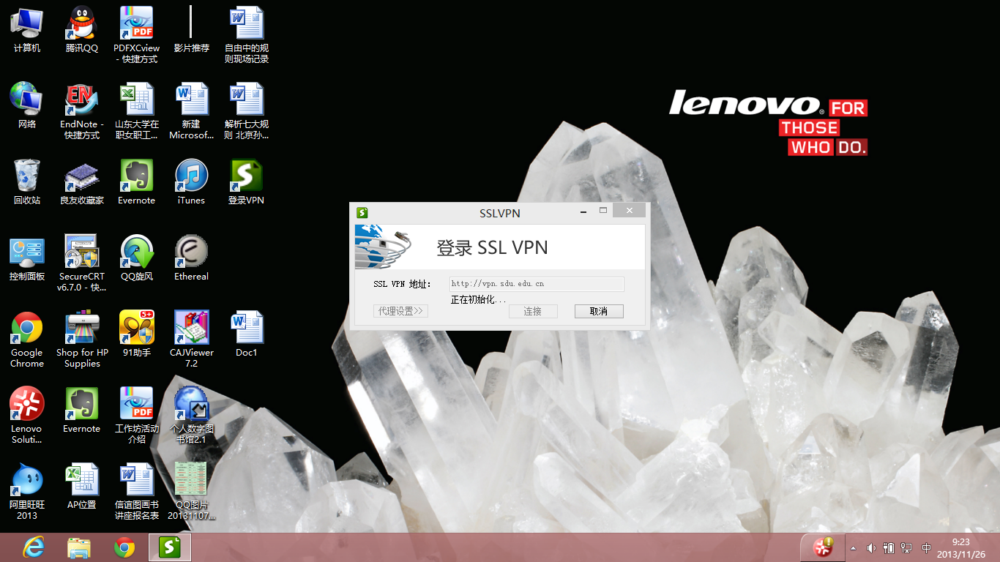 计算机
腾讯QQ
PDFXCview
- 快捷方式
影片推荐
自由中的规
则现场记录
网络
EndNote -
快捷方式
山东大学在
职女职工...
新建
Microsof...
解析七大规
则 北京孙...
回收站
良友收藏家
Evernote
iTunes
登录VPN
控制面板
SecureCRT
v6.7.0 - 快...
QQ旋风
Ethereal
Google
Chrome
Shop for HP
Supplies
5+
91助手
CAJViewer
7.2
Doc1
Lenovo
Soluti...
Evernote
工作坊活动
介绍
个人数字图
书馆2.1
阿里旺旺
2013
AP位置
信谊图画书
讲座报名表
QQ图片
20131107...
lenovo
FOR
THOSE
WHO DO.
SSLVPN
登录 SSL VPN
SSL VPN 地址:
http://vpn.sdu.edu.cn
正在初始化...
代理设置>>
连接
取消
中
9:23
2013/11/26